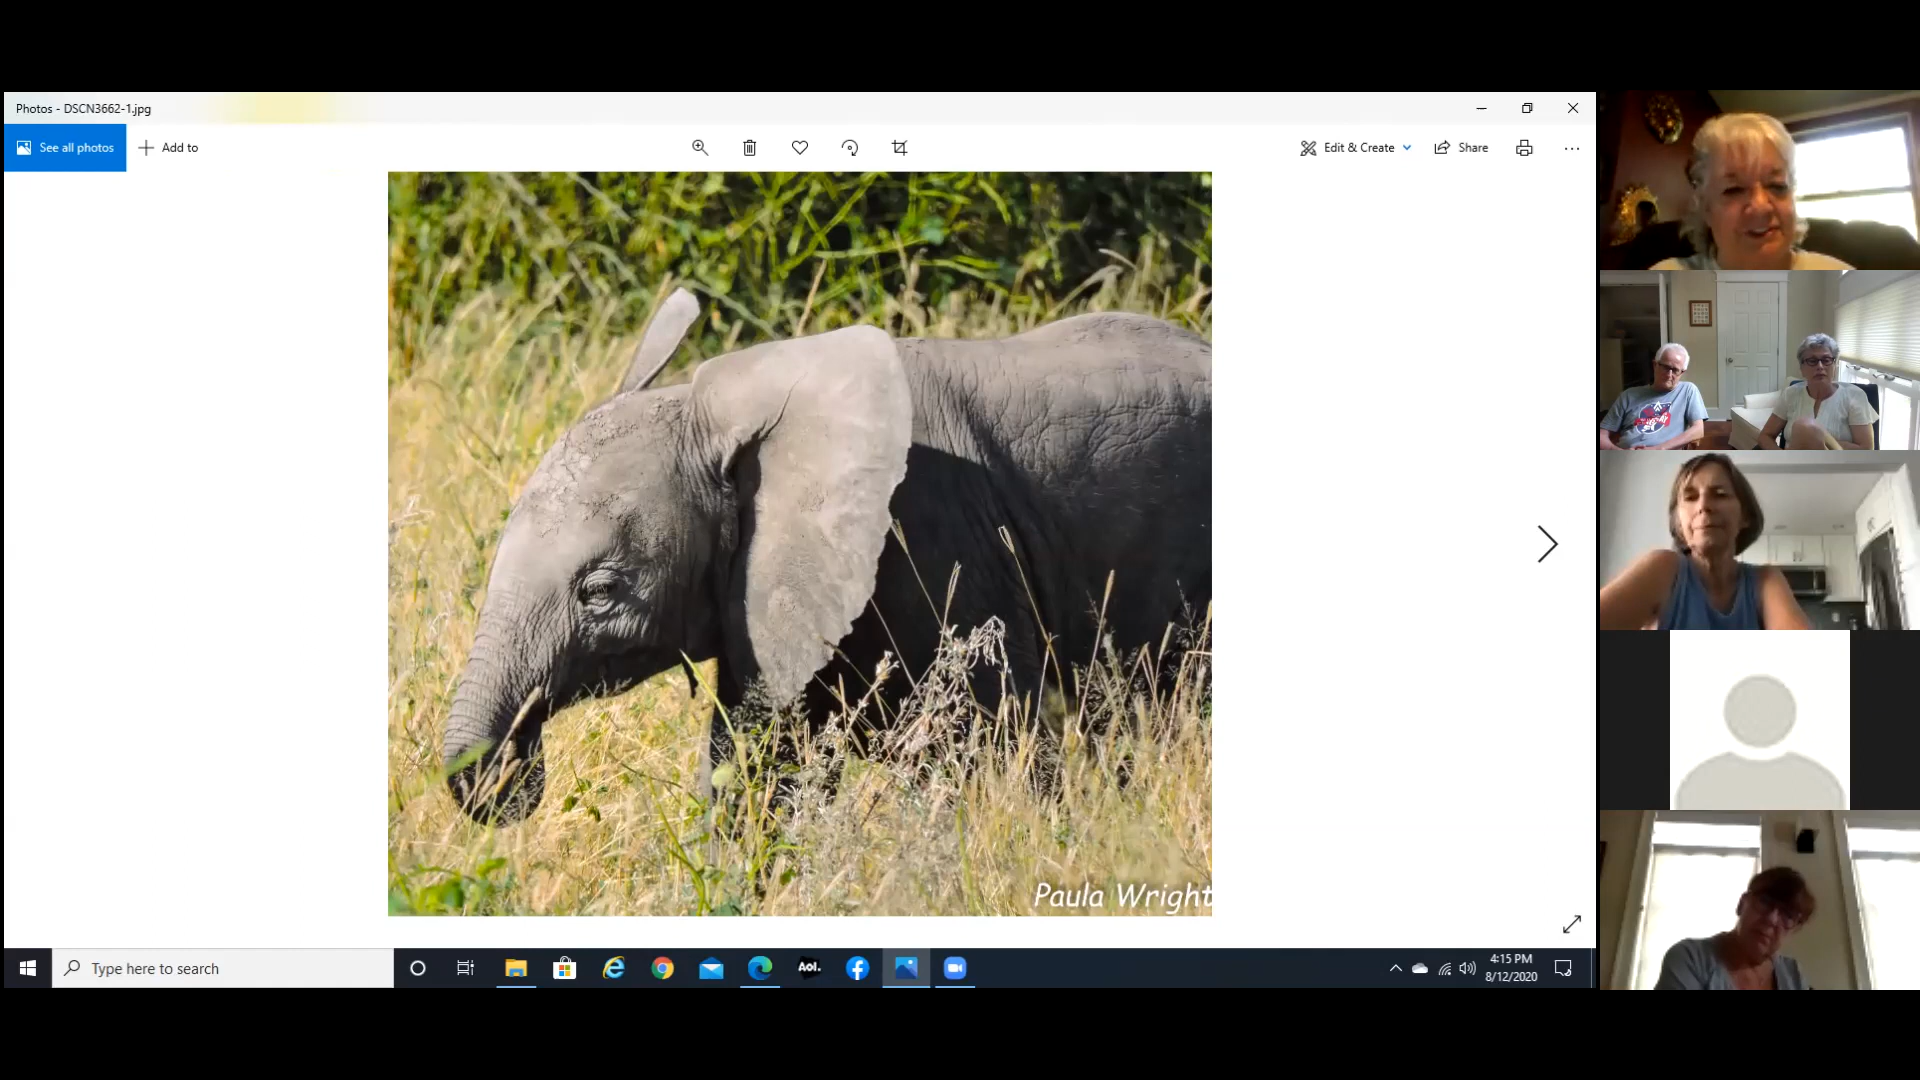 Photos - DSCN3662-1.jpg
See all photos
Add to
Edit & Create
Share
Paula Wright
Type here to search
Aol.
4:15 PM
8/12/2020